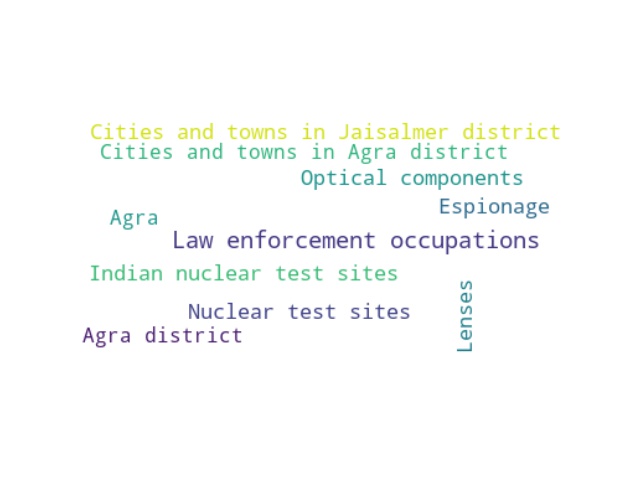 Cities and towns in Jaisalmer district
Cities and towns in Agra district
Optical components
Espionage
Agra
Law enforcement occupations
Indian nuclear test sites
Lenses
Nuclear test sites
Agra district